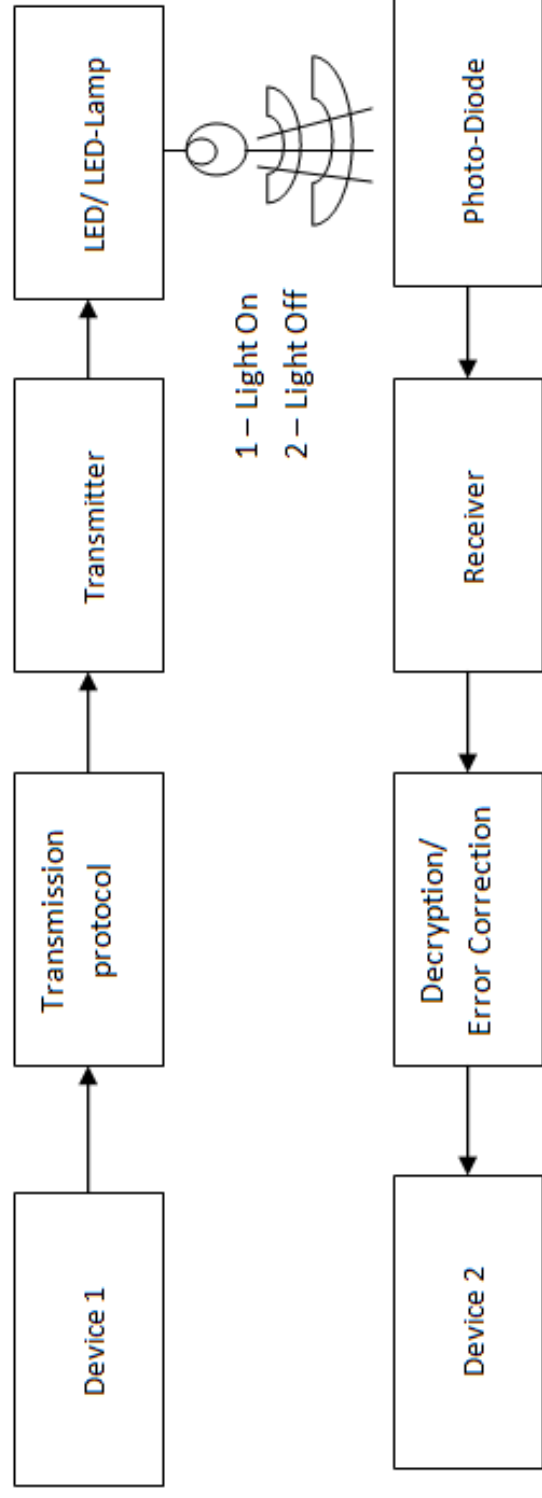 Device 1
Transmission
protocol
Transmitter
LED/ LED-Lamp
1 – Light On
2 – Light Off
Photo-Diode
Receiver
Decryption/
Error Correction
Device 2